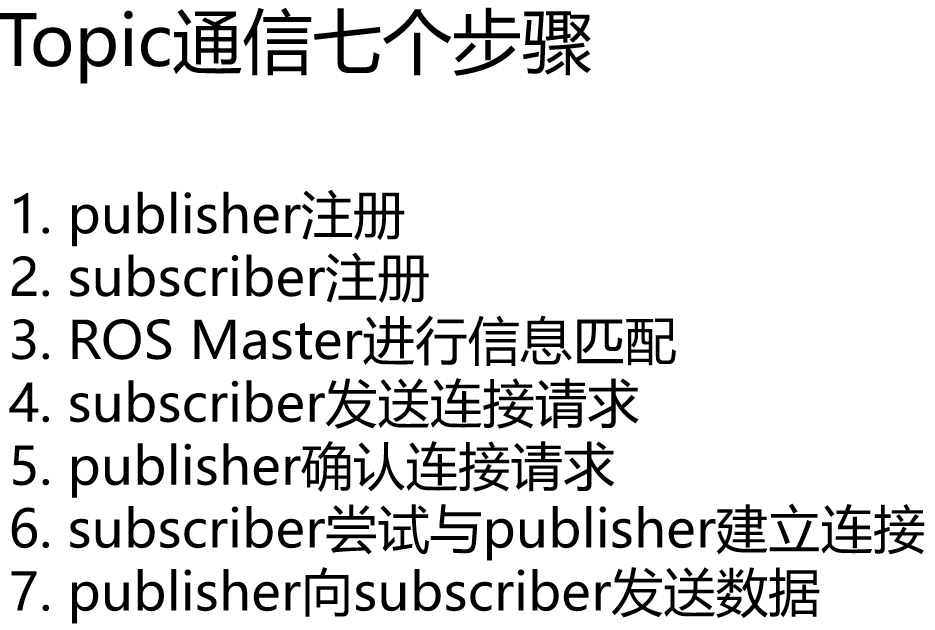 Topic通信七个步骤
1. publisher注册
2. subscriber注册
3. ROS Master进行信息匹配
4. subscriber发送连接请求
5. publisher确认连接请求
6. subscriber尝试与publisher建立连接
7. publisher向subscriber发送数据